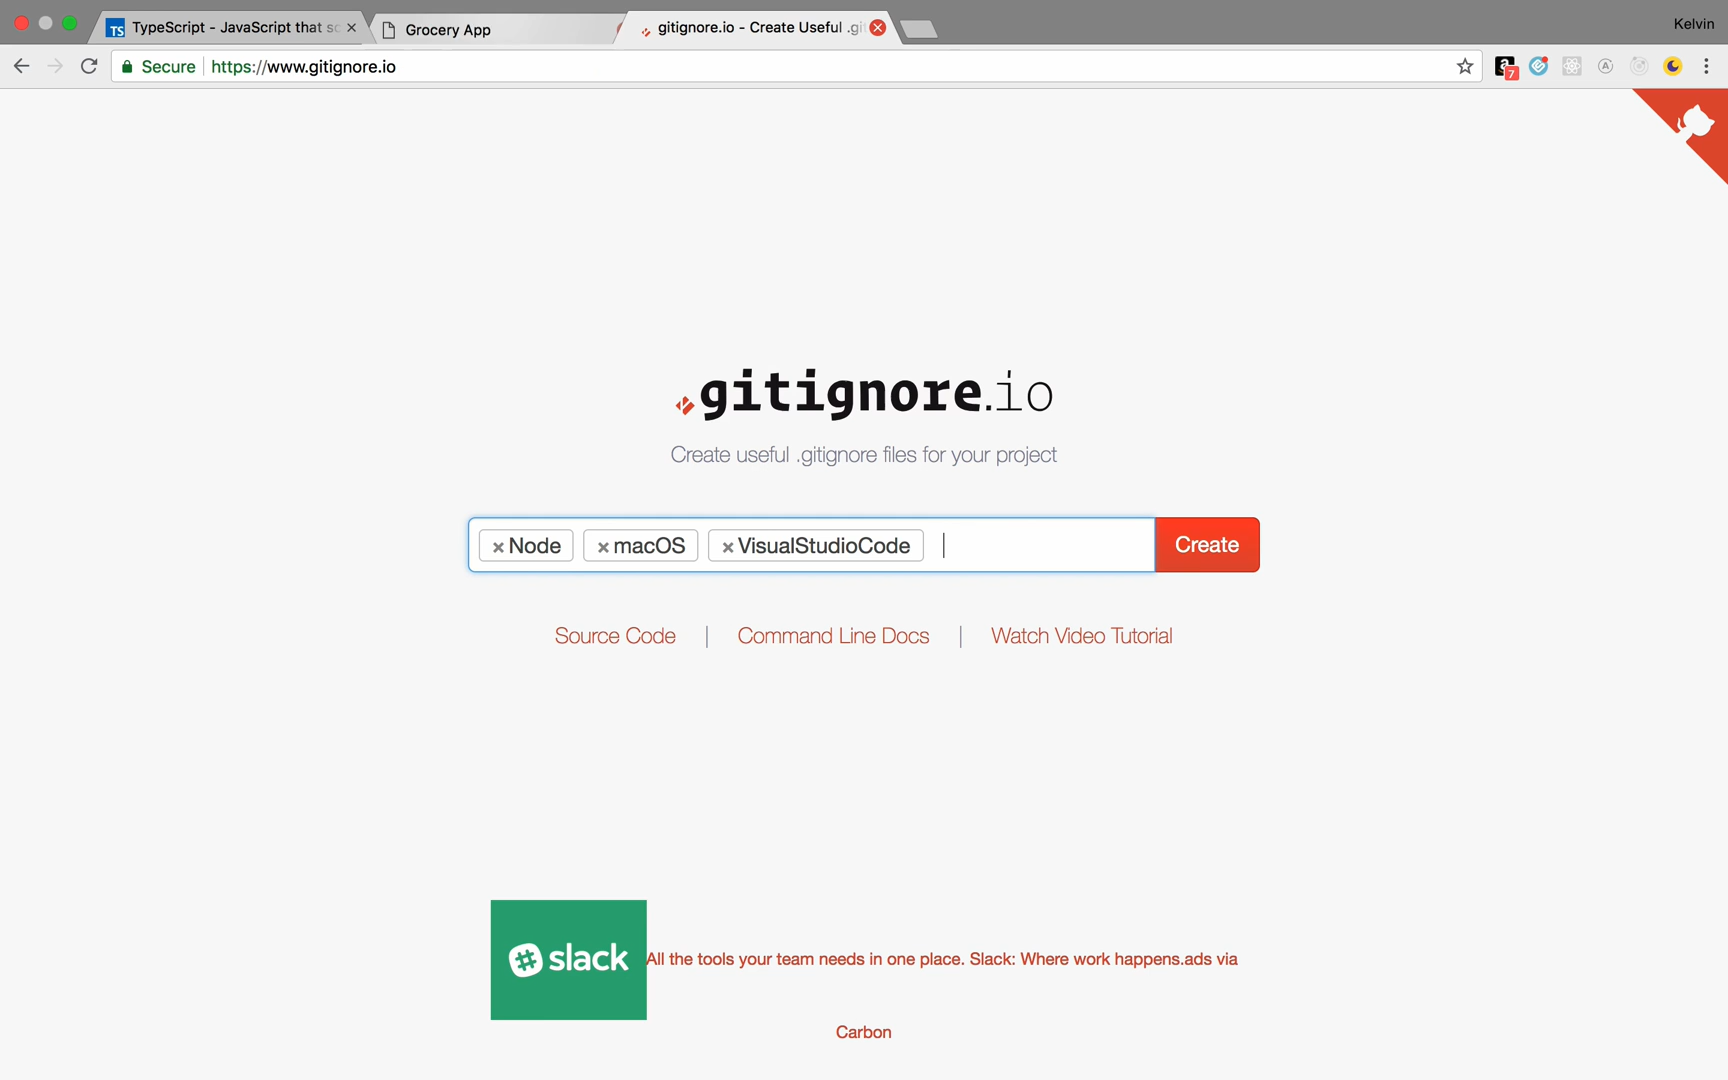 TypeScript - JavaScript that sc
Grocery App
gitignore.io - Create Useful .git
Kelvin
Secure https://www.gitignore.io
a 7
.gitignore.io
Create useful .gitignore files for your project
× Node × macOS × VisualStudioCode
Create
Source Code | Command Line Docs | Watch Video Tutorial
slack
All the tools your team needs in one place. Slack: Where work happens.ads via
Carbon